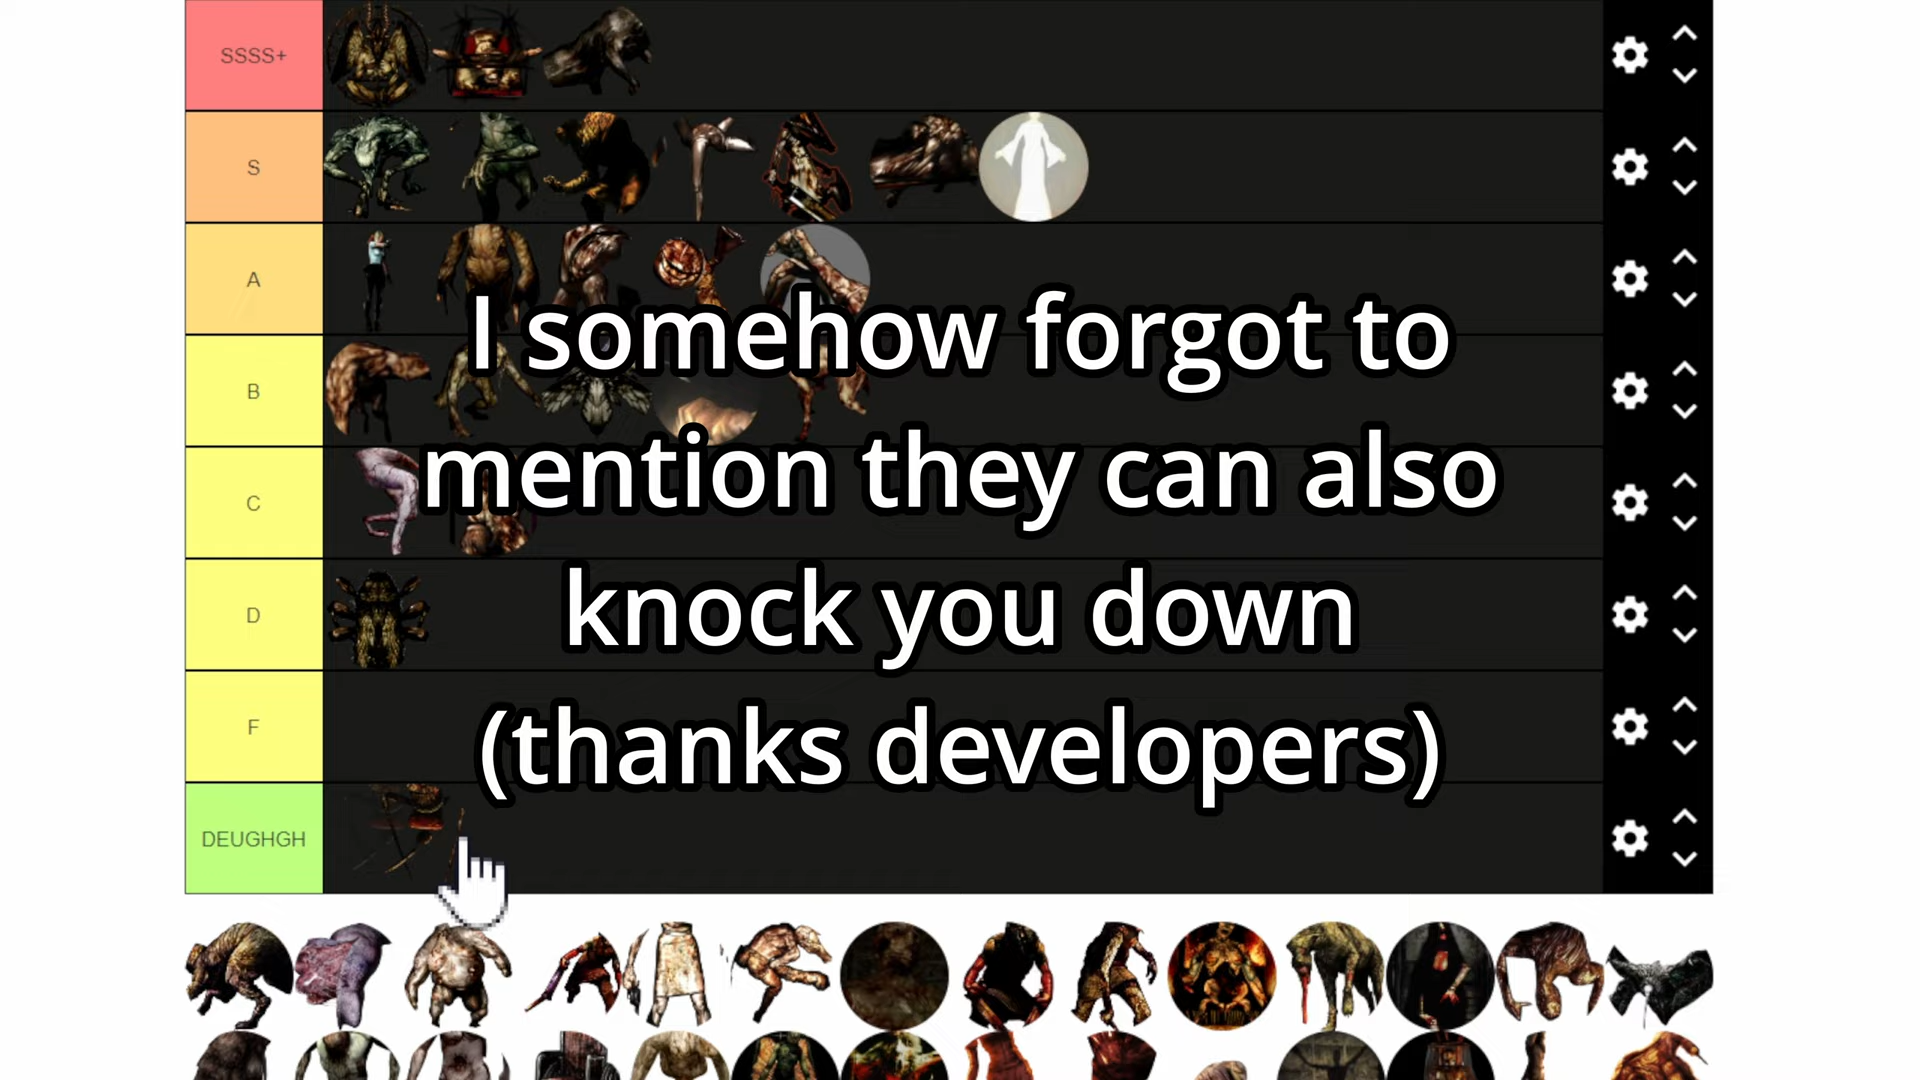 SSSS+
S
A
I somehow forgot to
B
mention they can also
C
knock you down
D
(thanks developers)
F
DEUGHGH